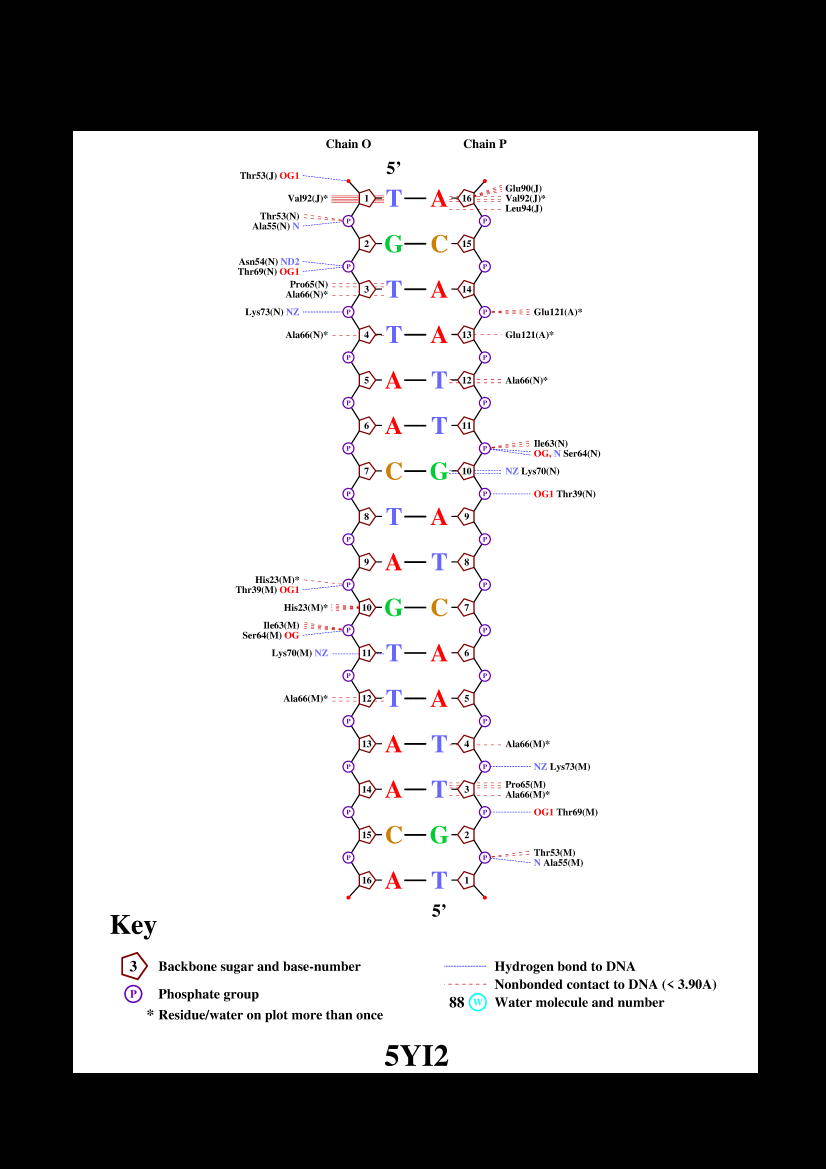 Chain O Chain P
5'
Thr53(J) OG1
Val92(J)* 1 T A 16 Glu90(J)
Val92(J)*
Leu94(J)
Thr53(N)
Ala55(N) N P P
2 G C 15
Asn54(N) ND2
Thr69(N) OG1 P P
Pro65(N)
Ala66(N)* 3 T A 14
Lys73(N) NZ P P Glu121(A)*
Ala66(N)* 4 T A 13 Glu121(A)*
P P
5 A T 12 Ala66(N)*
P P
6 A T 11
P P Ile63(N)
OG, N Ser64(N)
7 C G 10 NZ Lys70(N)
P P OG1 Thr39(N)
8 T A 9
P P
9 A T 8
His23(M)*
Thr39(M) OG1 P P
His23(M)* 10 G C 7
Ile63(M)
Ser64(M) OG P P
Lys70(M) NZ 11 T A 6
P P
Ala66(M)* 12 T A 5
P P
13 A T 4 Ala66(M)*
P P NZ Lys73(M)
14 A T 3 Pro65(M)
Ala66(M)*
P P OG1 Thr69(M)
15 C G 2
P P Thr53(M)
N Ala55(M)
16 A T 1
5'
Key
3 Backbone sugar and base-number
P Phosphate group
* Residue/water on plot more than once
Hydrogen bond to DNA
Nonbonded contact to DNA (< 3.90A)
88 W Water molecule and number
5YI2